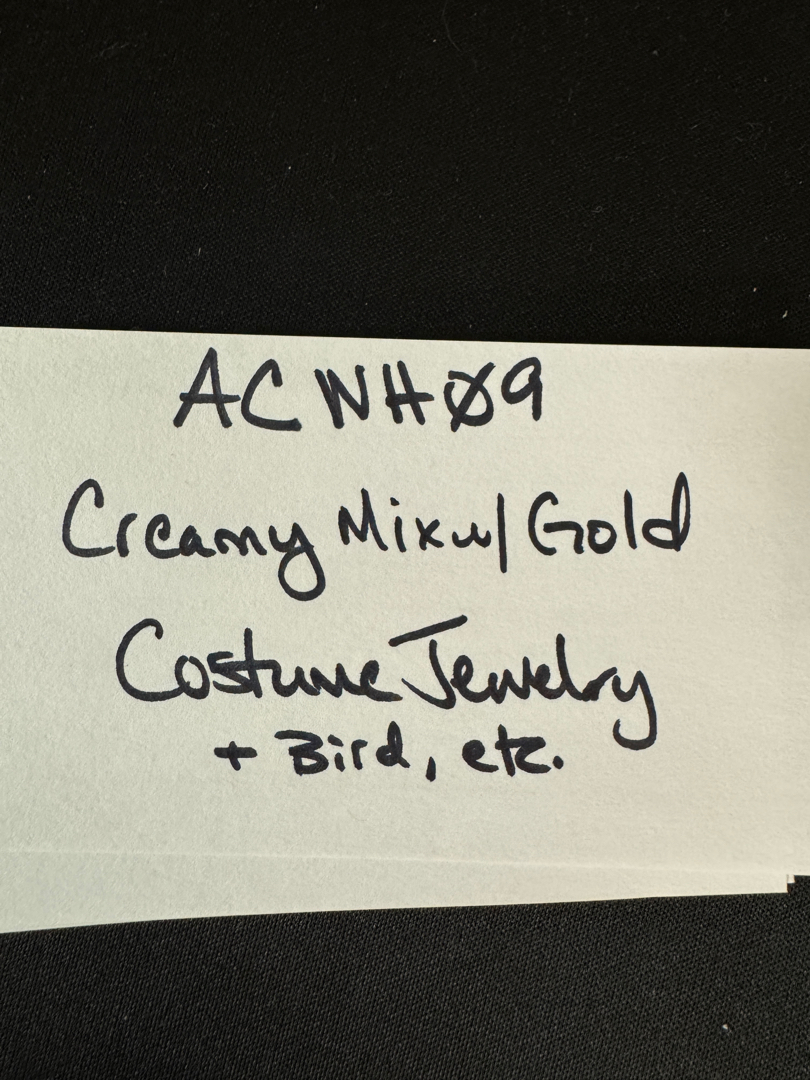 ACNHØ9
Creamy Mix w/ Gold
Costume Jewelry
+ Bird, etc.